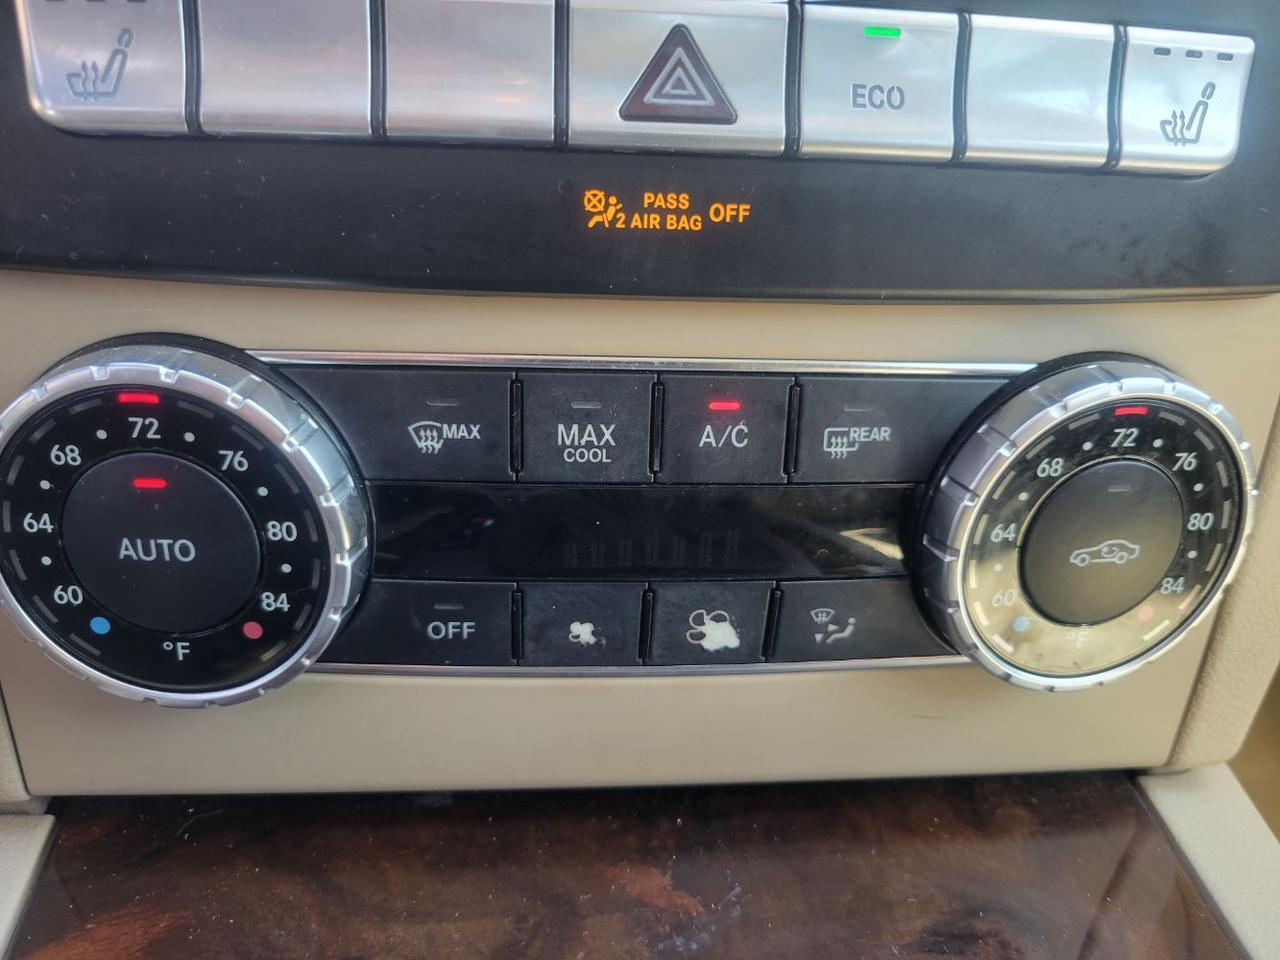 ECO
PASS
2 AIR BAG OFF
MAX
MAX
COOL
A/C
REAR
72
68
76
64
80
60
84
°F
AUTO
72
68
76
64
80
60
84
°F
OFF